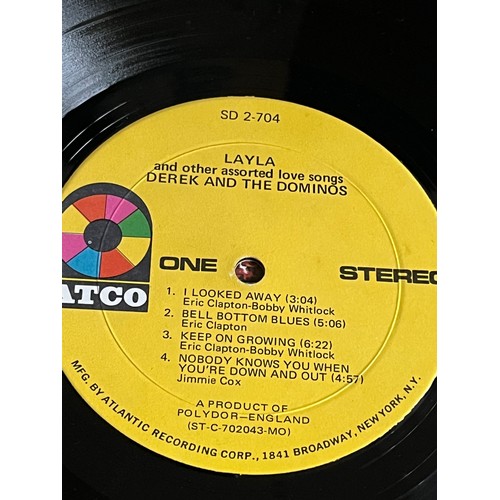 SD 2-704
LAYLA
and other assorted love songs
DEREK AND THE DOMINOS
ATCO
ONE
STEREO
1. I LOOKED AWAY (3:04)
Eric Clapton-Bobby Whitlock
2. BELL BOTTOM BLUES (5:06)
Eric Clapton
3. KEEP ON GROWING (6:22)
Eric Clapton-Bobby Whitlock
4. NOBODY KNOWS YOU WHEN
YOU'RE DOWN AND OUT (4:57)
Jimmie Cox
A PRODUCT OF
POLYDOR—ENGLAND
(ST-C-702043-MO)
MFG. BY ATLANTIC RECORDING CORP., 1841 BROADWAY, NEW YORK, N.Y.